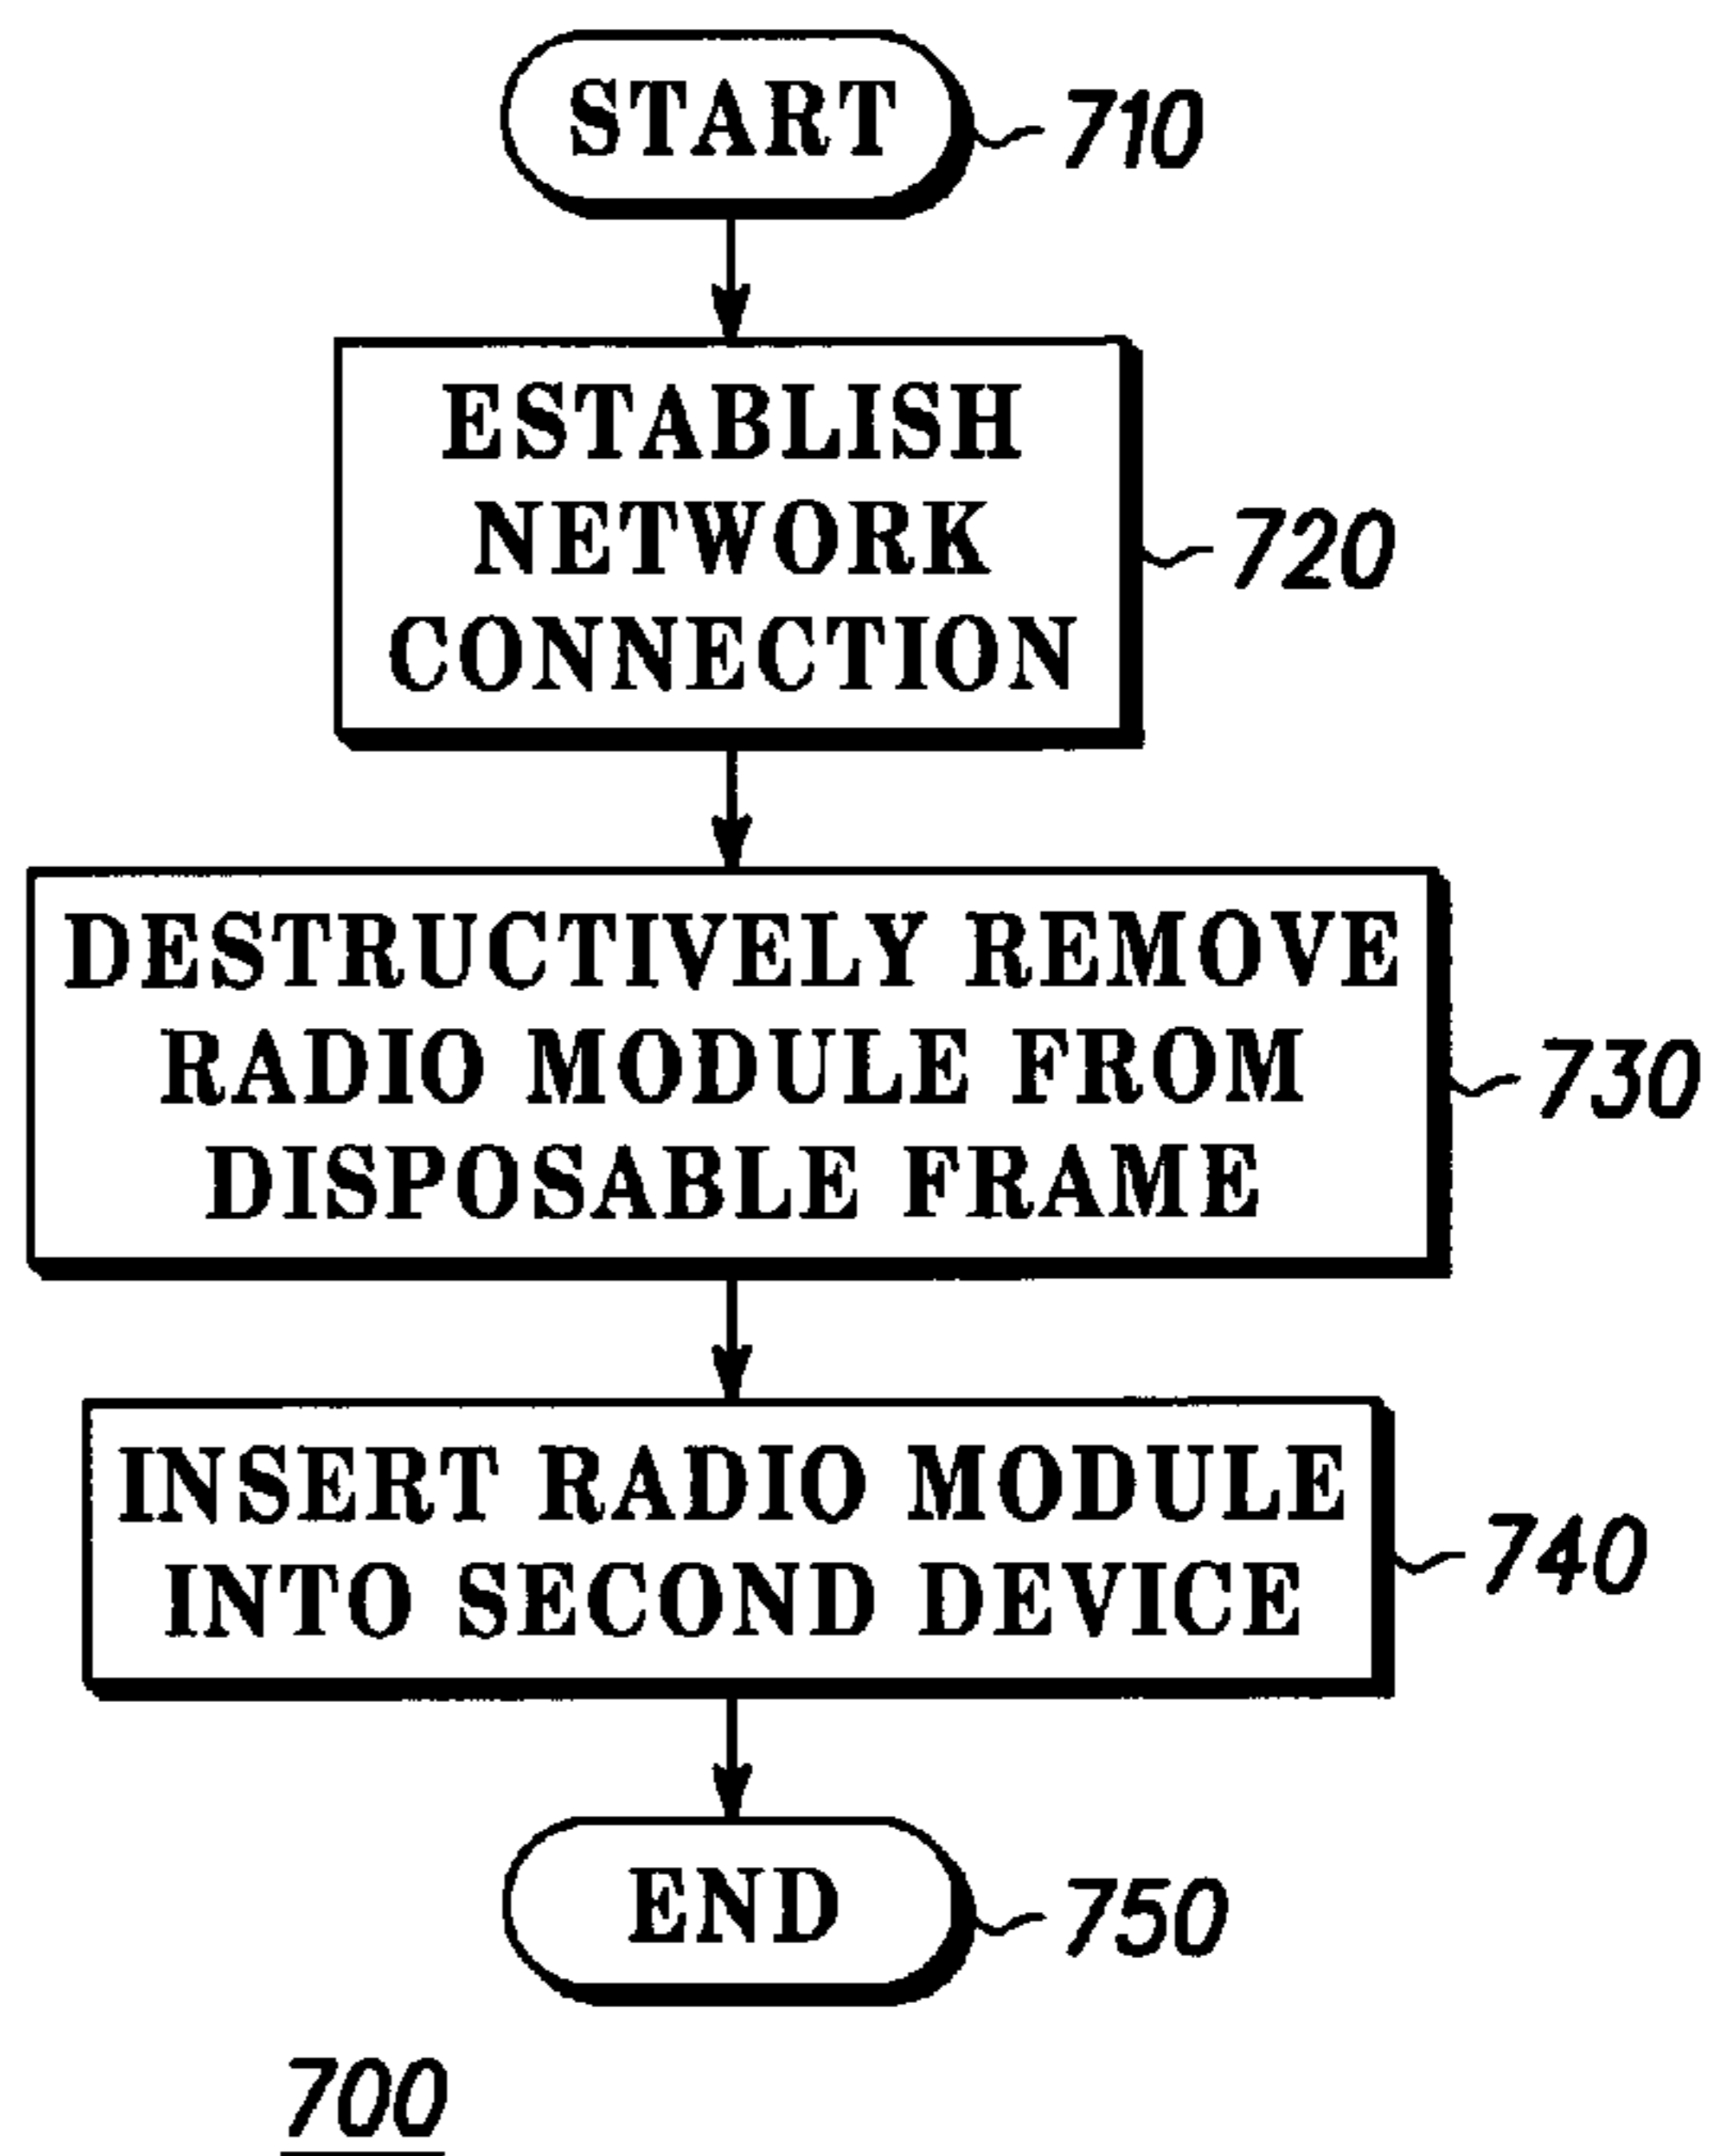 START
710
ESTABLISH
NETWORK
CONNECTION
720
DESTRUCTIVELY REMOVE
RADIO MODULE FROM
DISPOSABLE FRAME
730
INSERT RADIO MODULE
INTO SECOND DEVICE
740
END
750
700